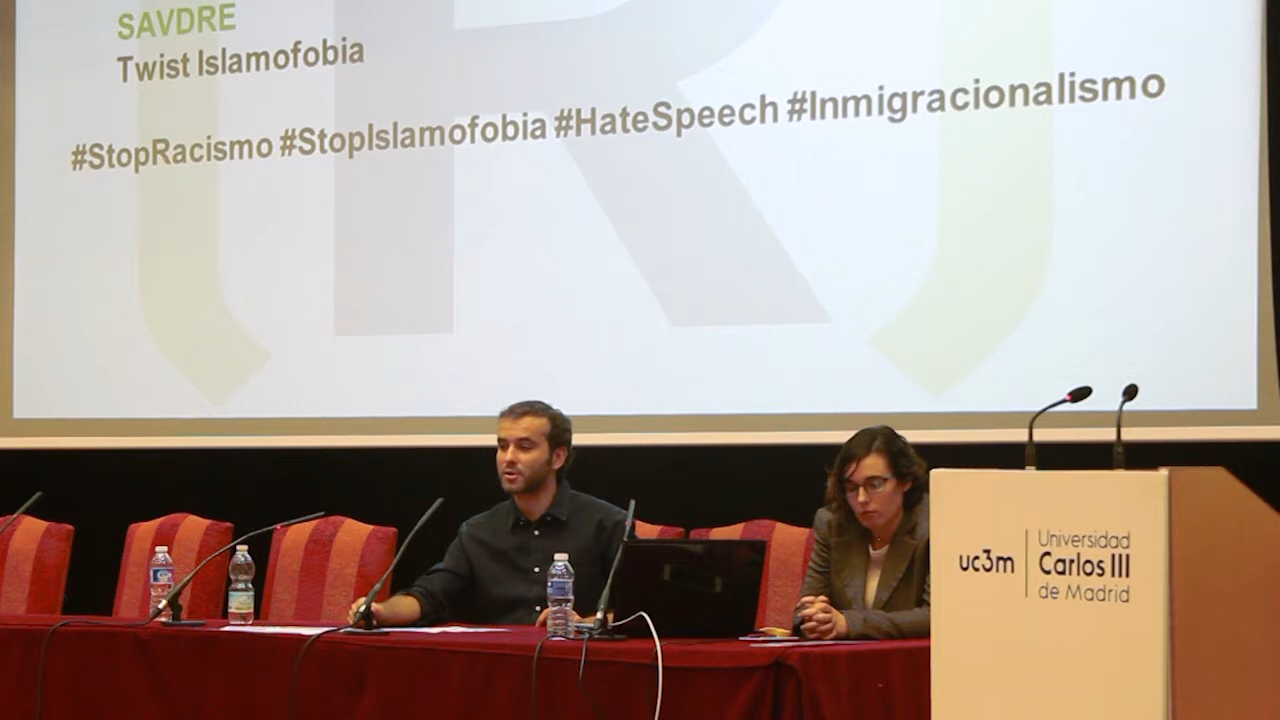 SAVDRE
Twist Islamofobia
#StopRacismo #StopIslamofobia #HateSpeech #Inmigracionalismo
uc3m
Universidad
Carlos III
de Madrid